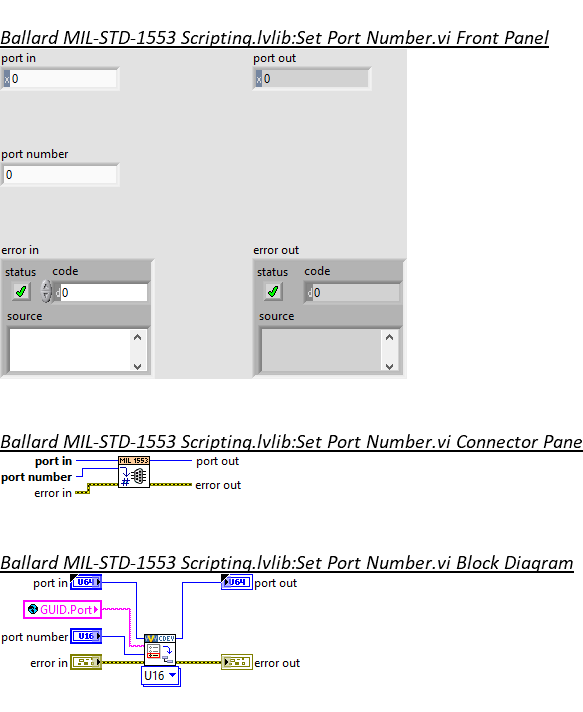 Ballard MIL-STD-1553 Scripting.lvlib:Set Port Number.vi Front Panel
port in port out
x 0 x 0
port number
0
error in error out
status code status code
d 0 d 0
source source
Ballard MIL-STD-1553 Scripting.lvlib:Set Port Number.vi Connector Pane
port in MIL 1553 port out
port number
error in # error out
Ballard MIL-STD-1553 Scripting.lvlib:Set Port Number.vi Block Diagram
port in U64 U64 port out
GUID.Port
port number U16 CDEV
error in error out
U16